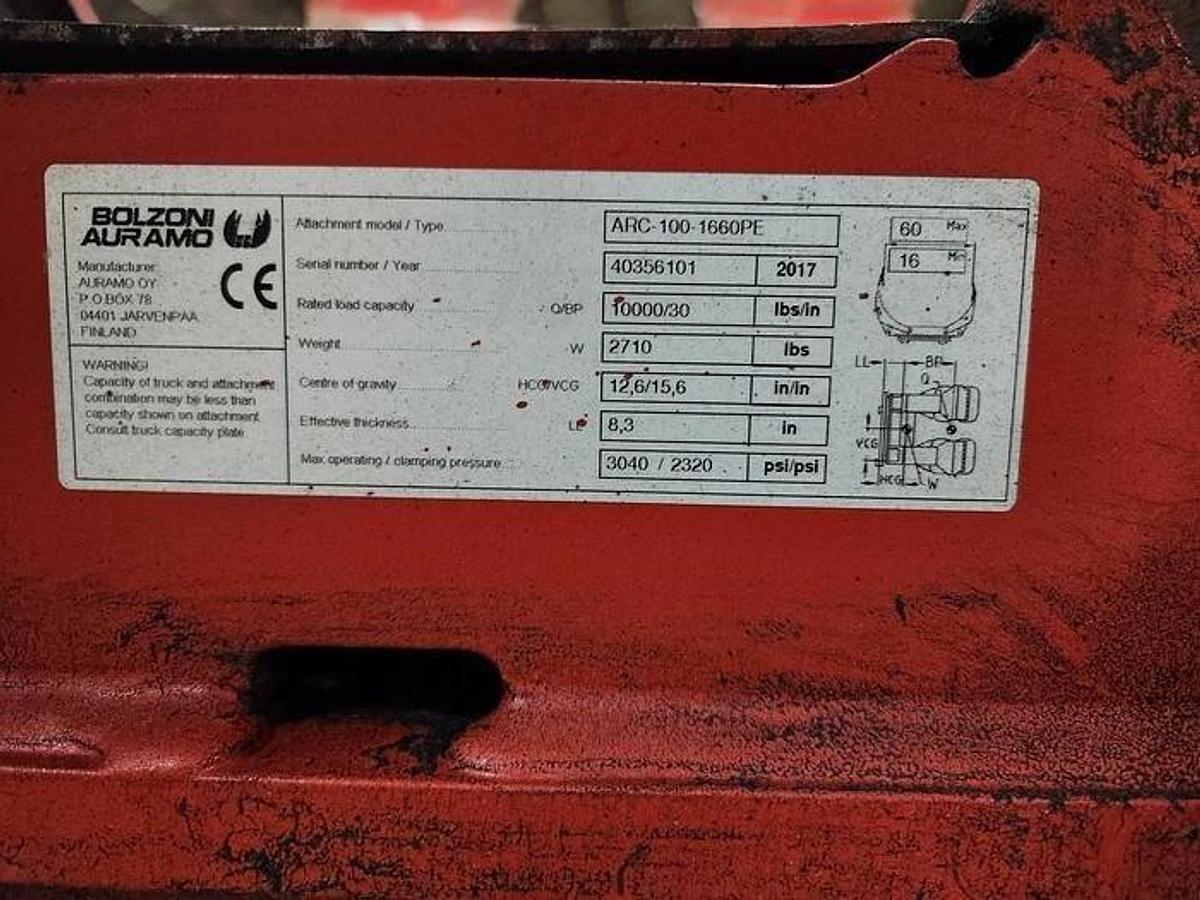 BOLZONI
AURAMO
CE
Manufacturer:
AURAMO OY
P.O.BOX 78
04401 JARVENPAA
FINLAND
WARNING!
Capacity of truck and attachment
combination may be less than
capacity shown on attachment.
Consult truck capacity plate.
Attachment model / Type ARC-100-1660PE
Serial number / Year 40356101 2017
Rated load capacity Q/BP 10000/30 lbs/in
Weight W 2710 lbs
Centre of gravity HCG/VCG 12,6/15,6 in/in
Effective thickness LL 8,3 in
Max operating / clamping pressure 3040 / 2320 psi/psi
60 Max
16 Min
LL BP
Q
VCG
HCG W